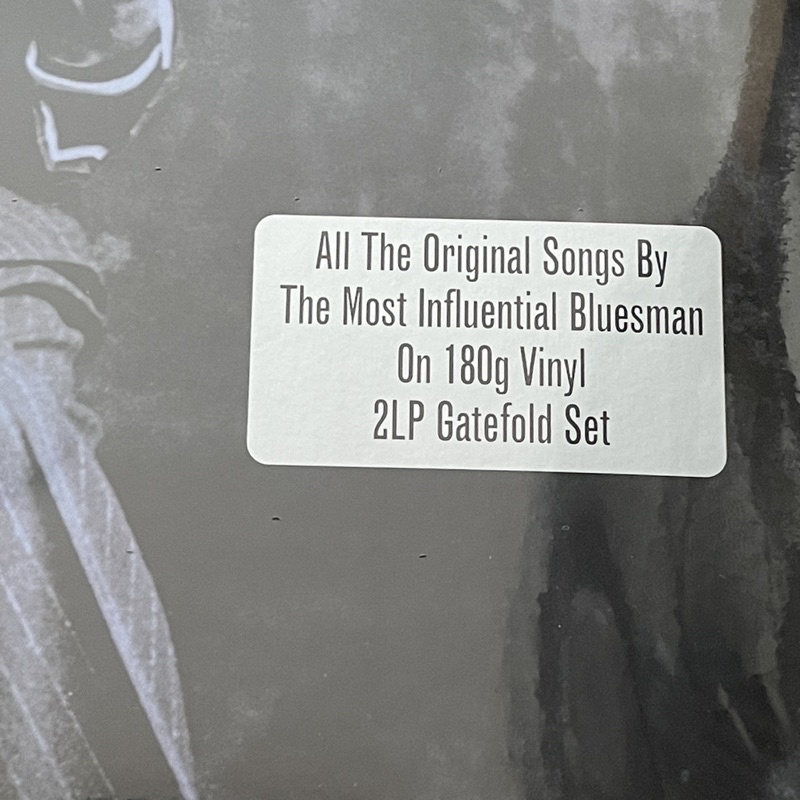 All The Original Songs By
The Most Influential Bluesman
On 180g Vinyl
2LP Gatefold Set